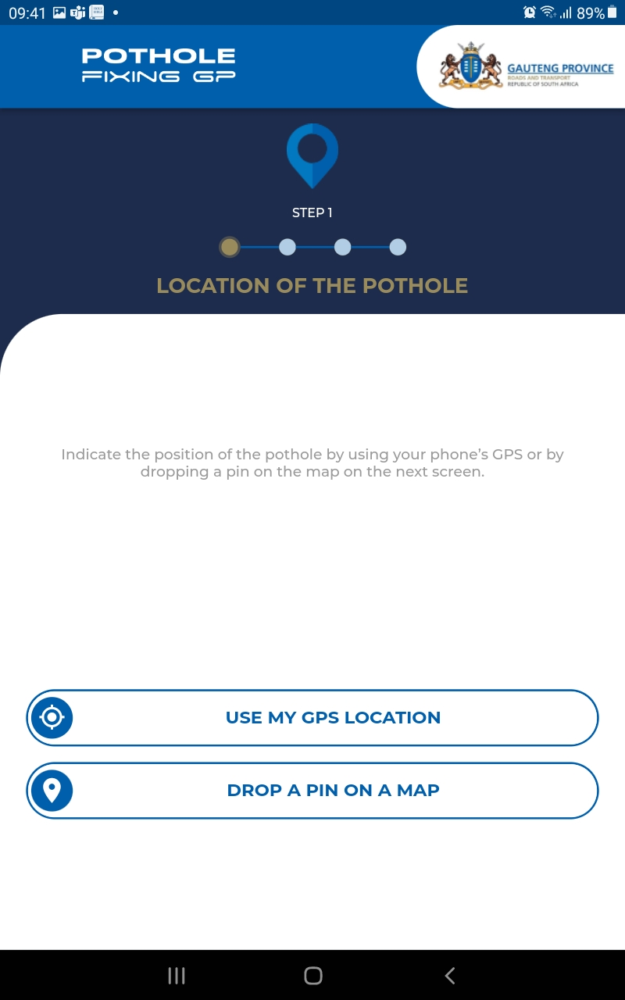 09:41
89%
POTHOLE
FIXING GP
GAUTENG PROVINCE
ROADS AND TRANSPORT
REPUBLIC OF SOUTH AFRICA
STEP 1
LOCATION OF THE POTHOLE
Indicate the position of the pothole by using your phone’s GPS or by
dropping a pin on the map on the next screen.
USE MY GPS LOCATION
DROP A PIN ON A MAP